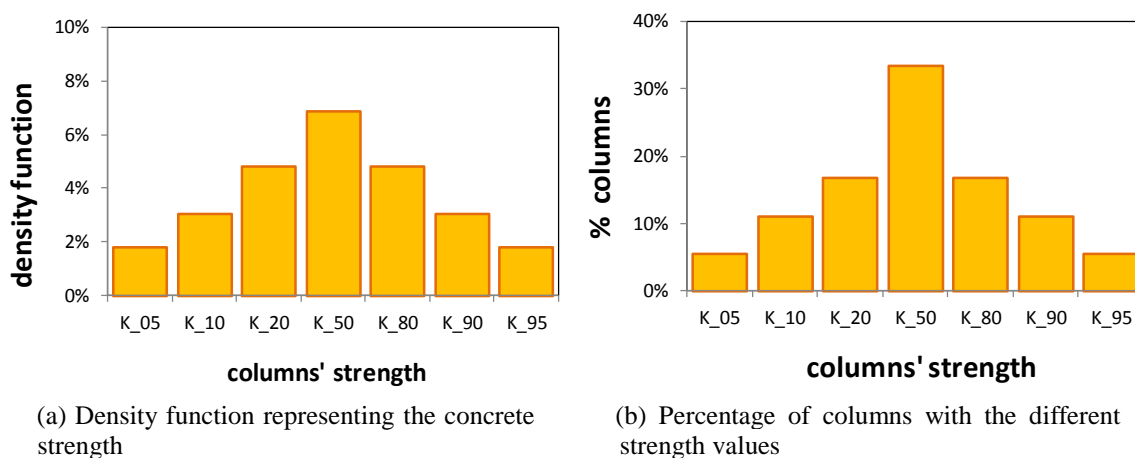 10%
8%
6%
4%
2%
0%
density function
K_05 K_10 K_20 K_50 K_80 K_90 K_95
columns' strength
(a) Density function representing the concrete
strength
40%
30%
20%
10%
0%
% columns
K_05 K_10 K_20 K_50 K_80 K_90 K_95
columns' strength
(b) Percentage of columns with the different
strength values